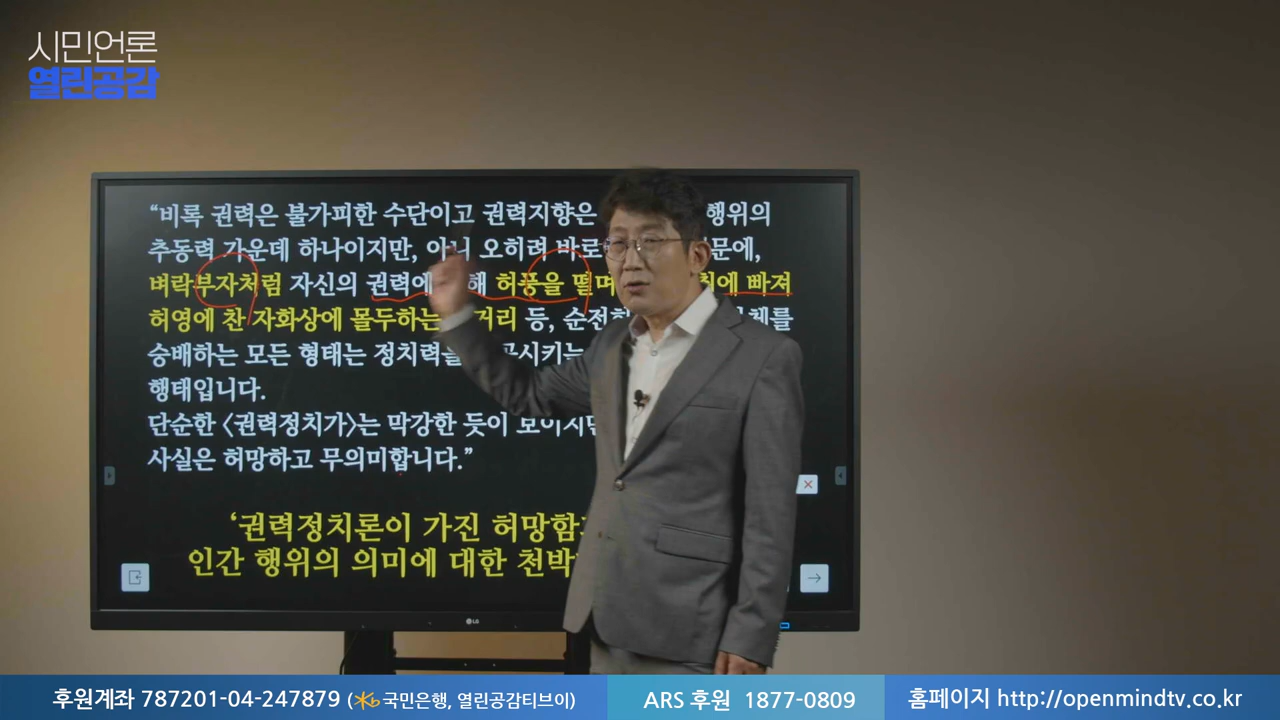 시민언론
열린공감
“비록 권력은 불가피한 수단이고 권력지향은 행위의
추동력 가운데 하나이지만, 아니 오히려 바로 문에,
벼락부자처럼 자신의 권력에 해 허풍을 떨며 에 빠져
허영에 찬 자화상에 몰두하는 거리 등, 순전히
승배하는 모든 형태는 정치력을 시키는
행태입니다.
단순한 〈권력정치가〉는 막강한 듯이 보이지만
사실은 허망하고 무의미합니다.”
‘권력정치론이 가진 허망함
인간 행위의 의미에 대한 천박
LG
후원계좌 787201-04-247879 (국민은행, 열린공감티브이) ARS 후원 1877-0809 홈페이지 http://openmindtv.co.kr